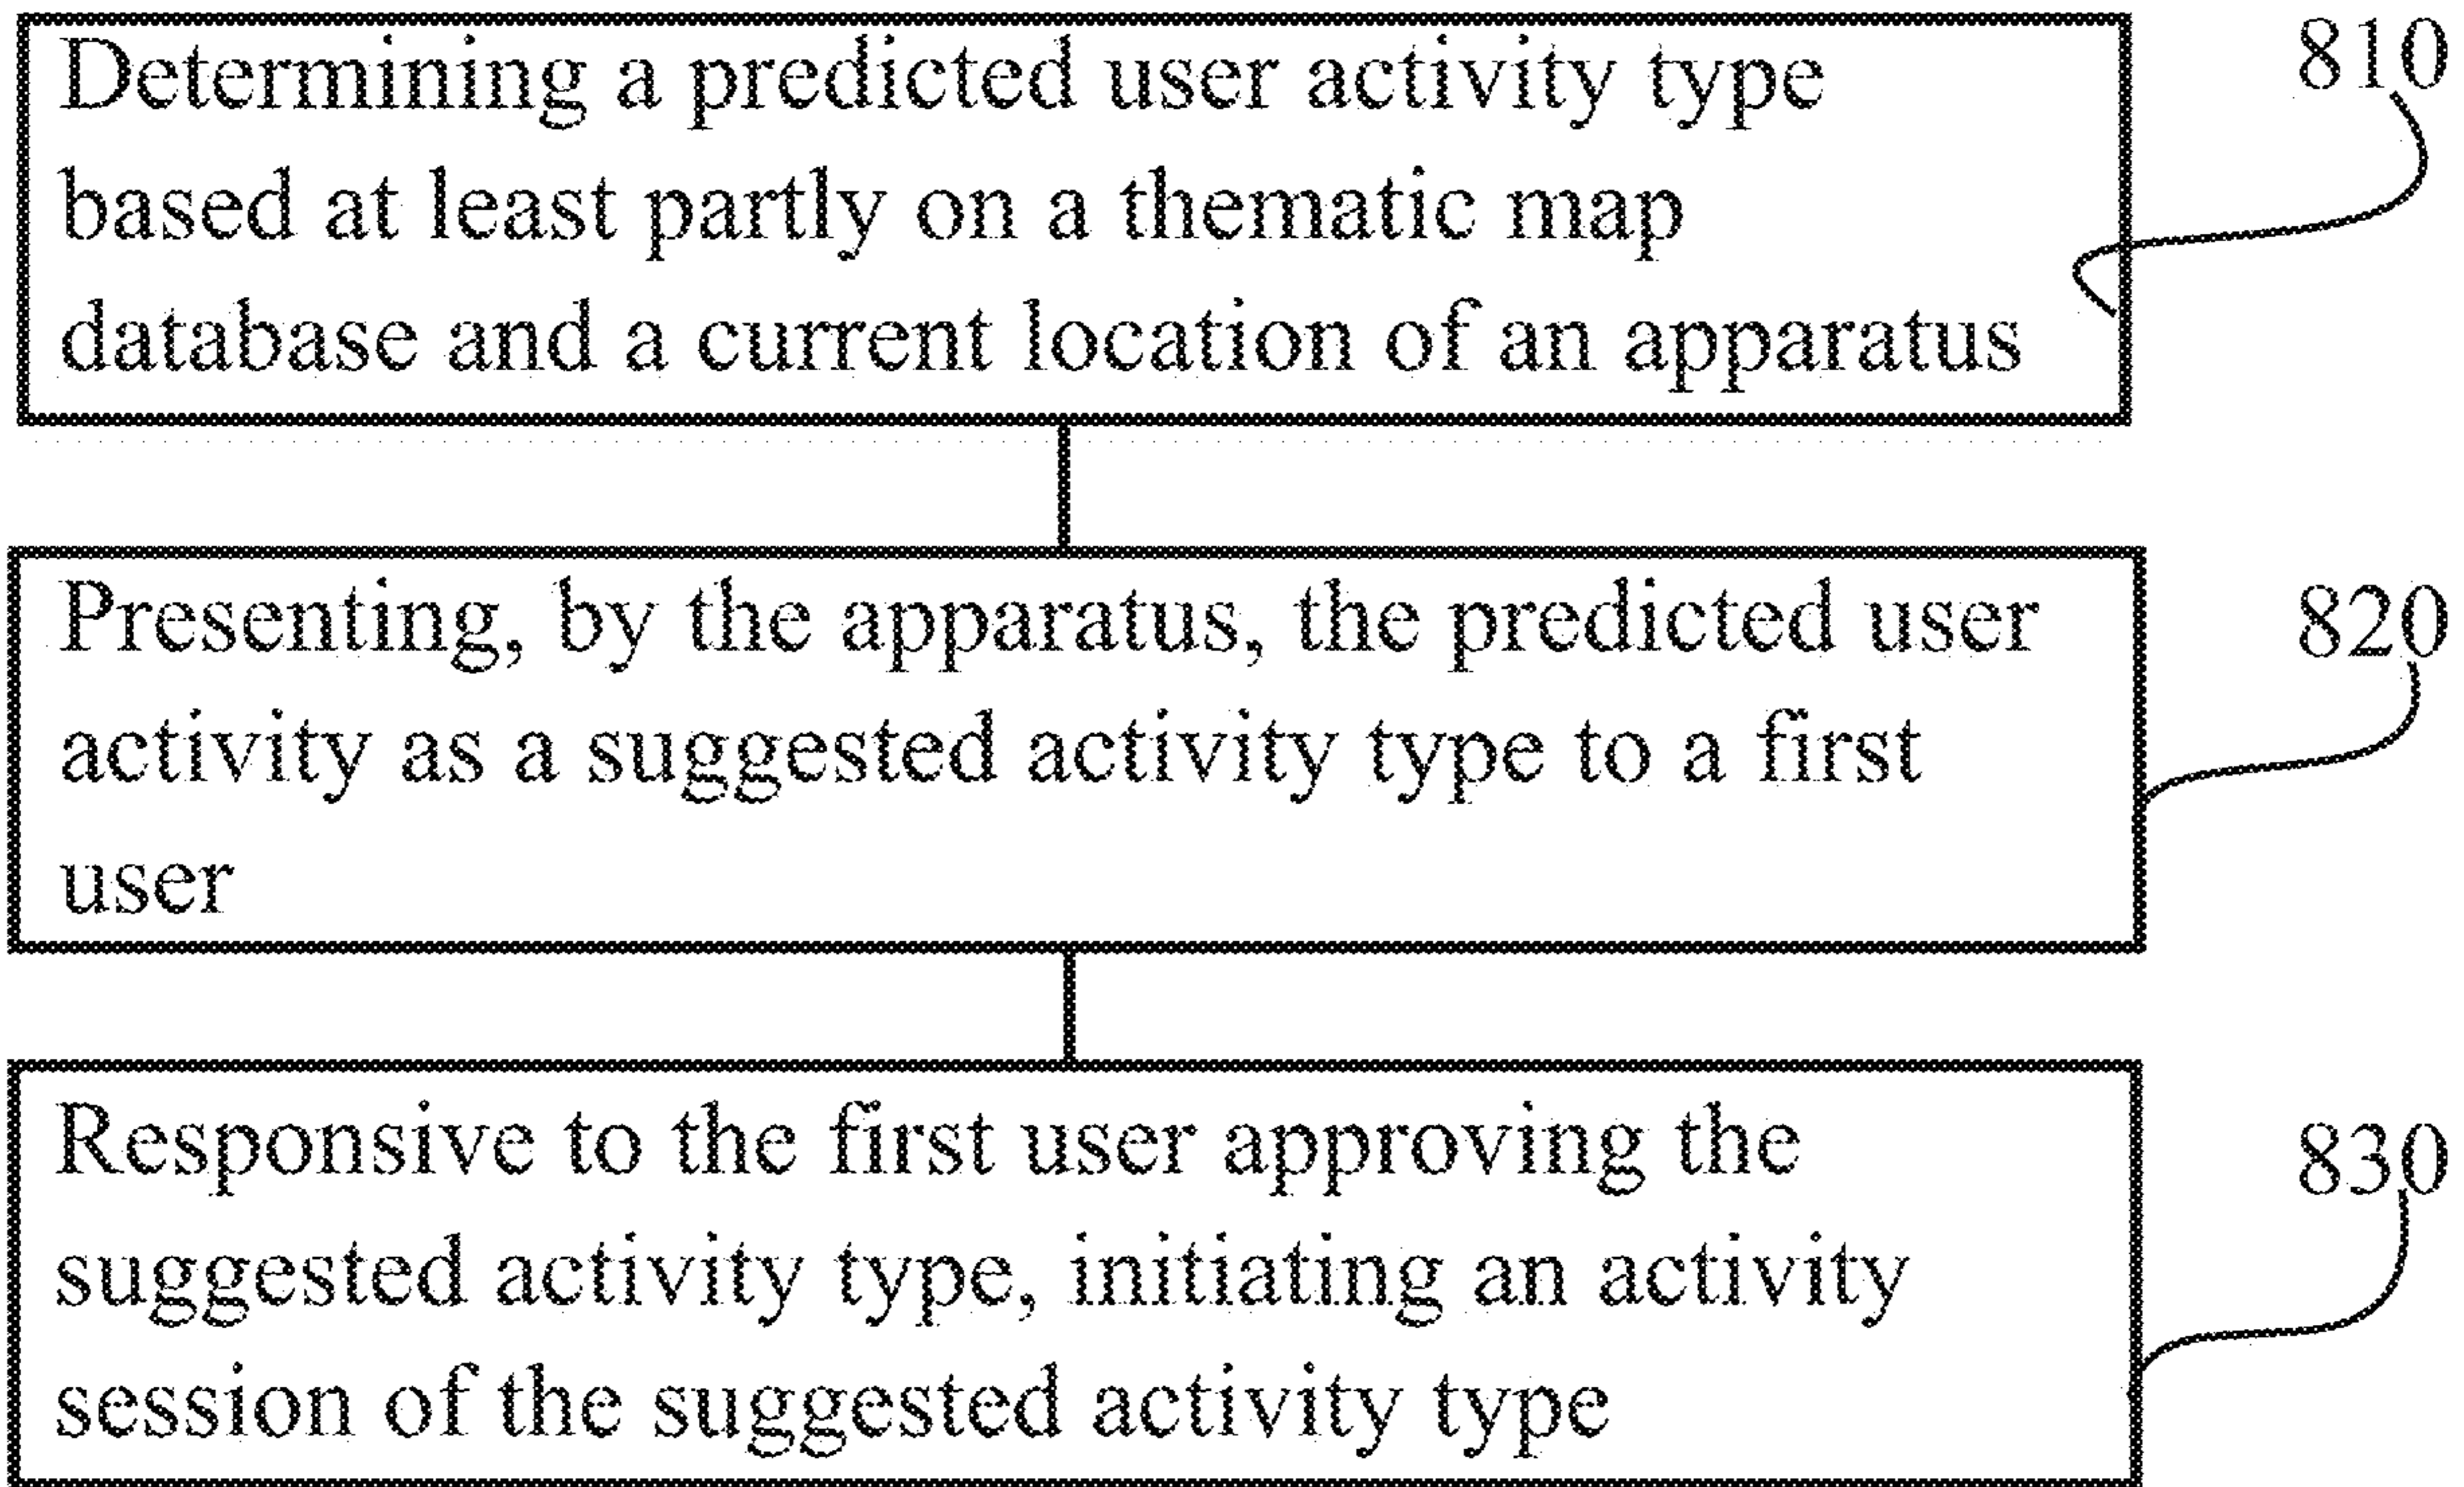 Determining a predicted user activity type
based at least partly on a thematic map
database and a current location of an apparatus
810
Presenting, by the apparatus, the predicted user
activity as a suggested activity type to a first
user
820
Responsive to the first user approving the
suggested activity type, initiating an activity
session of the suggested activity type
830